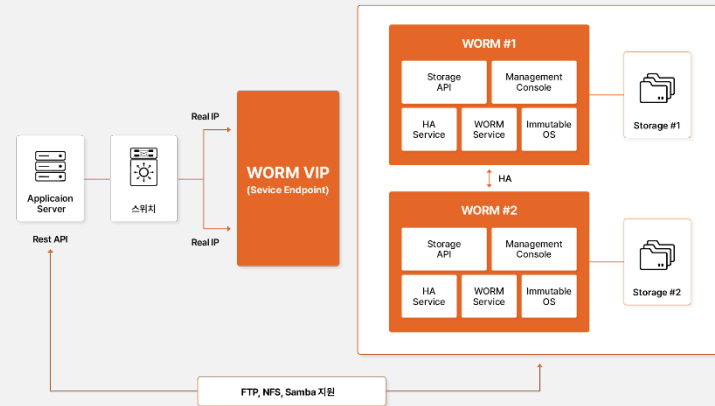 WORM #1
Storage
API
Management
Console
HA
Service
WORM
Service
Immutable
OS
Storage #1
Real IP
Applicaion
Server
스위치
WORM VIP
(Sevice Endpoint)
HA
Rest API
Real IP
WORM #2
Storage
API
Management
Console
HA
Service
WORM
Service
Immutable
OS
Storage #2
FTP, NFS, Samba 지원